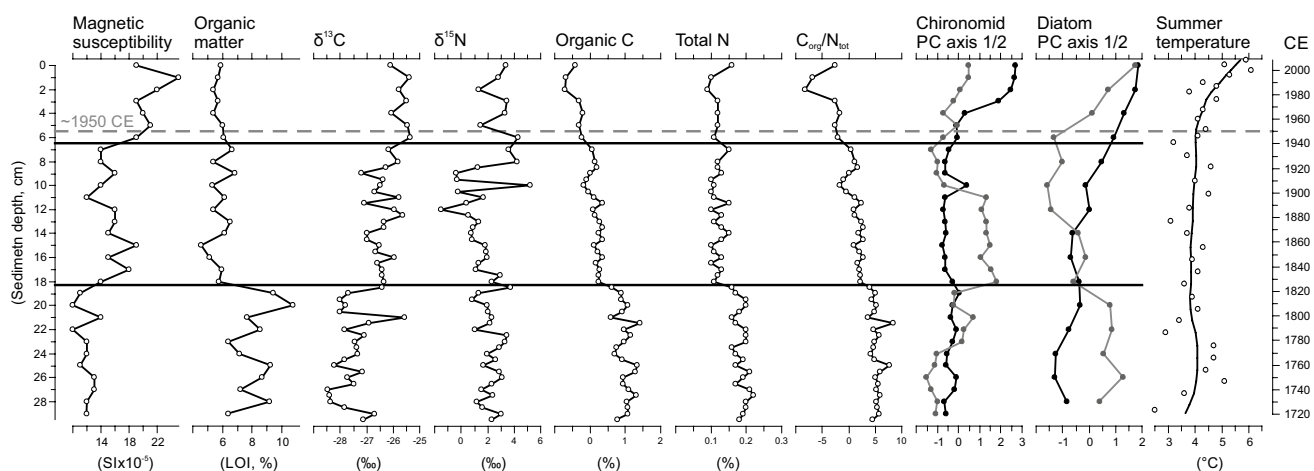 Magnetic
susceptibility
Organic
matter
δ¹³C
δ¹⁵N
Organic C
Total N
Corg/Ntot
Chironomid
PC axis 1/2
Diatom
PC axis 1/2
Summer
temperature
CE
(Sedimetn depth, cm)
0
2
4
6
8
10
12
14
16
18
20
22
24
26
28
~1950 CE
2000
1980
1960
1940
1920
1900
1880
1860
1840
1820
1800
1780
1760
1740
1720
14 18 22
6 8 10
-28 -27 -26 -25
0 2 4 6
0 1 2
0 0.1 0.2 0.3
-5 0 5 10
-1 0 1 2 3
-1 0 1 2
3 4 5 6
(SIx10⁻⁵)
(LOI, %)
(‰)
(‰)
(%)
(%)
(°C)